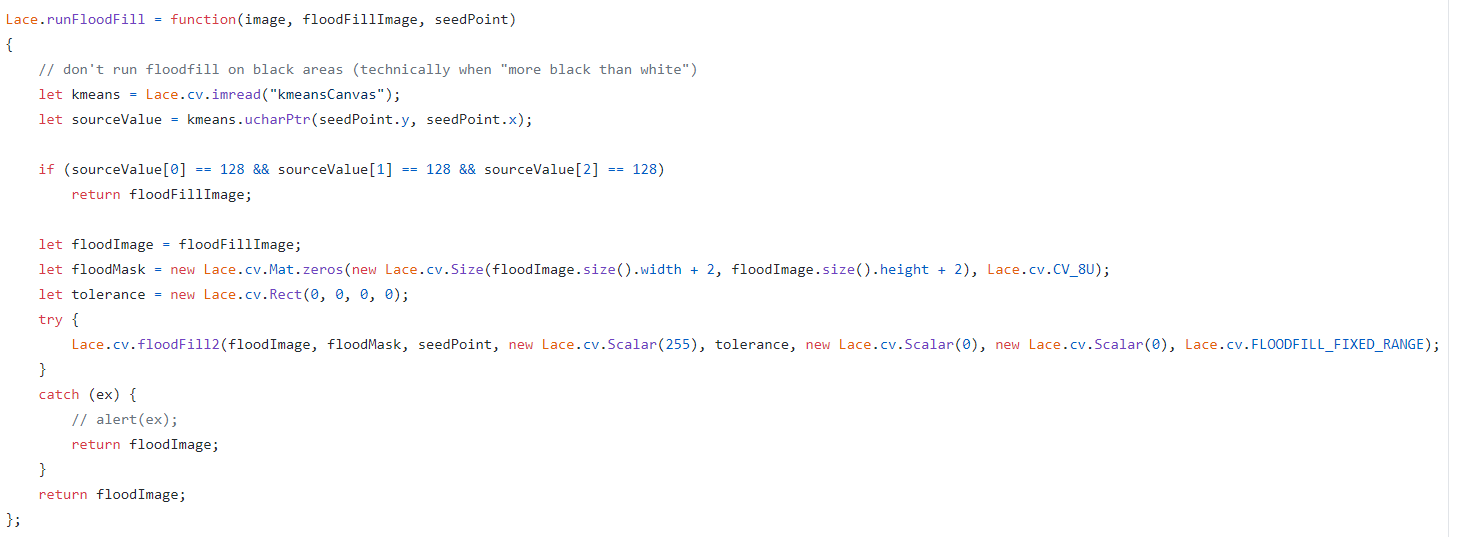 Lace.runFloodFill = function(image, floodFillImage, seedPoint)
{
    // don't run floodfill on black areas (technically when "more black than white")
    let kmeans = Lace.cv.imread("kmeansCanvas");
    let sourceValue = kmeans.ucharPtr(seedPoint.y, seedPoint.x);

    if (sourceValue[0] == 128 && sourceValue[1] == 128 && sourceValue[2] == 128)
        return floodFillImage;

    let floodImage = floodFillImage;
    let floodMask = new Lace.cv.Mat.zeros(new Lace.cv.Size(floodImage.size().width + 2, floodImage.size().height + 2), Lace.cv.CV_8U);
    let tolerance = new Lace.cv.Rect(0, 0, 0, 0);
    try {
        Lace.cv.floodFill2(floodImage, floodMask, seedPoint, new Lace.cv.Scalar(255), tolerance, new Lace.cv.Scalar(0), new Lace.cv.Scalar(0), Lace.cv.FLOODFILL_FIXED_RANGE);
    }
    catch (ex) {
        // alert(ex);
        return floodImage;
    }
    return floodImage;
};